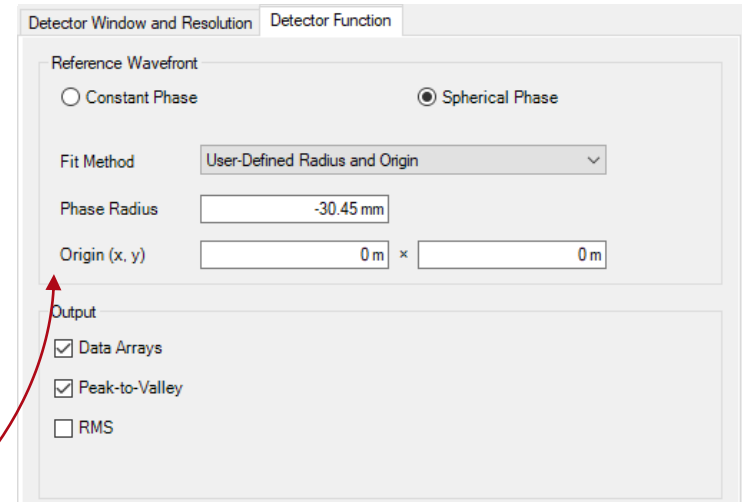 Detector Window and Resolution Detector Function
Reference Wavefront
Constant Phase Spherical Phase
Fit Method User-Defined Radius and Origin
Phase Radius -30.45 mm
Origin (x, y) 0 m × 0 m
Output
Data Arrays
Peak-to-Valley
RMS